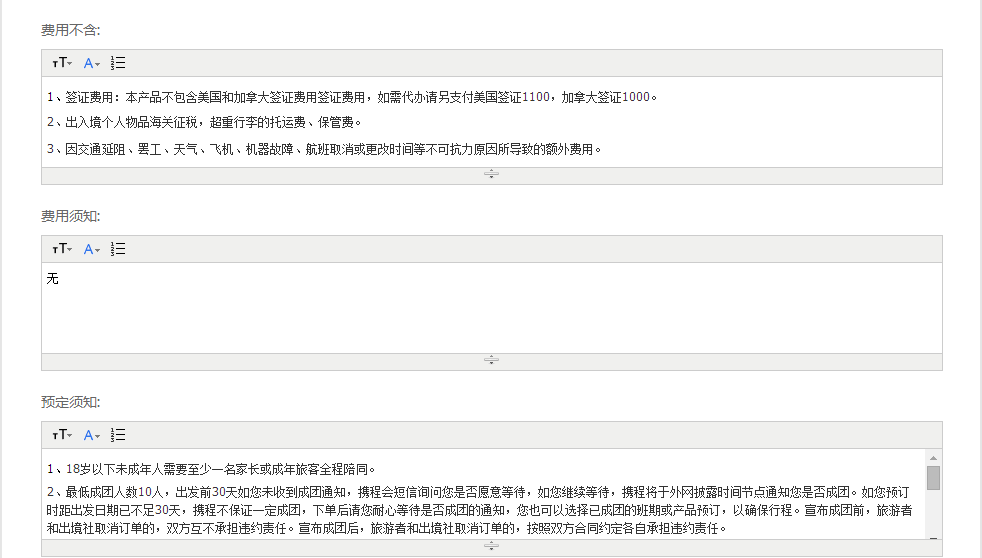 费用不含:
тT A
1、签证费用：本产品不包含美国和加拿大签证费用签证费用，如需代办请另支付美国签证1100，加拿大签证1000。
2、出入境个人物品海关征税，超重行李的托运费、保管费。
3、因交通延阻、罢工、天气、飞机、机器故障、航班取消或更改时间等不可抗力原因所导致的额外费用。
费用须知:
тT A
无
预定须知:
тT A
1、18岁以下未成年人需要至少一名家长或成年旅客全程陪同。
2、最低成团人数10人，出发前30天如您未收到成团通知，携程会短信询问您是否愿意等待，如您继续等待，携程将于外网披露时间节点通知您是否成团。如您预订
时距出发日期已不足30天，携程不保证一定成团，下单后请您耐心等待是否成团的通知，您也可以选择已成团的班期或产品预订，以确保行程。宣布成团前，旅游者
和出境社取消订单的，双方互不承担违约责任。宣布成团后，旅游者和出境社取消订单的，按照双方合同约定各自承担违约责任。